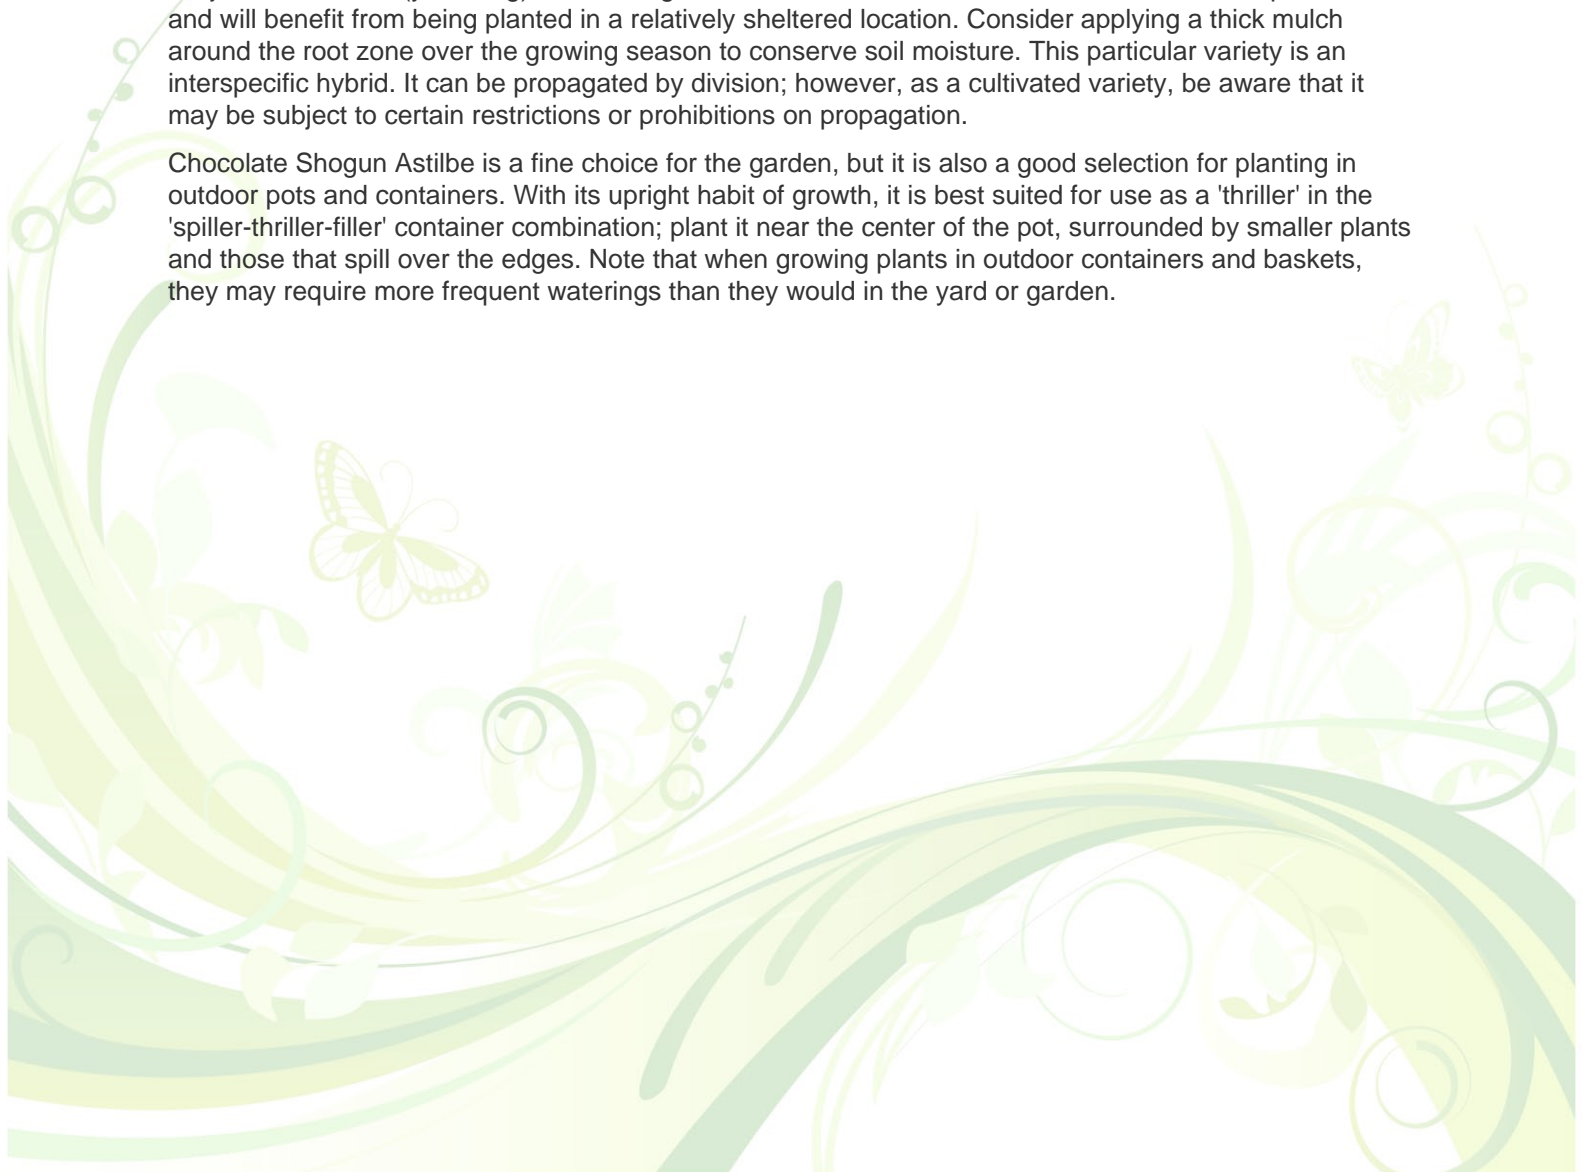 and will benefit from being planted in a relatively sheltered location. Consider applying a thick mulch
around the root zone over the growing season to conserve soil moisture. This particular variety is an
interspecific hybrid. It can be propagated by division; however, as a cultivated variety, be aware that it
may be subject to certain restrictions or prohibitions on propagation.
Chocolate Shogun Astilbe is a fine choice for the garden, but it is also a good selection for planting in
outdoor pots and containers. With its upright habit of growth, it is best suited for use as a 'thriller' in the
'spiller-thriller-filler' container combination; plant it near the center of the pot, surrounded by smaller plants
and those that spill over the edges. Note that when growing plants in outdoor containers and baskets,
they may require more frequent waterings than they would in the yard or garden.